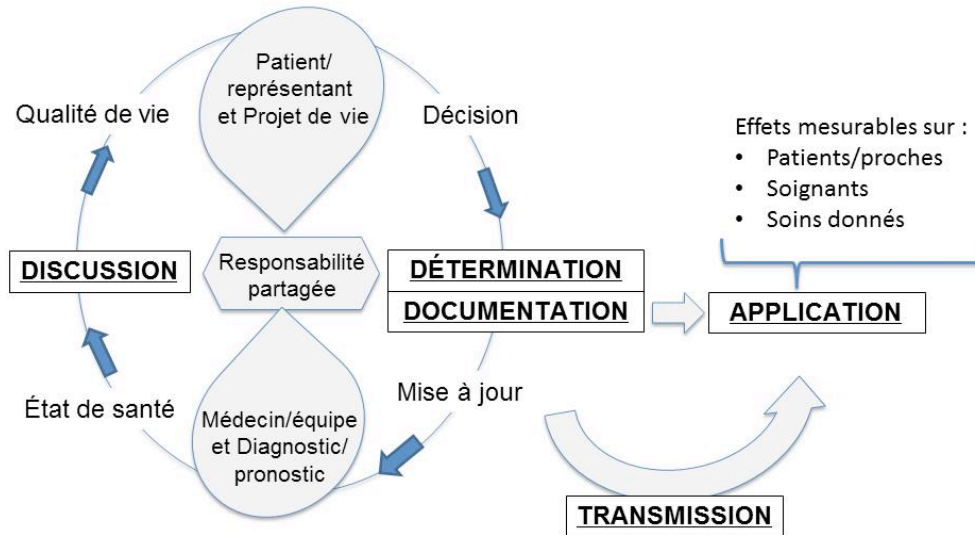 Patient/
représentant
et Projet de vie
Qualité de vie
Décision
Effets mesurables sur :
• Patients/proches
• Soignants
• Soins donnés
DISCUSSION
Responsabilité
partagée
DÉTERMINATION
DOCUMENTATION
APPLICATION
État de santé
Mise à jour
Médecin/équipe
et Diagnostic/
pronostic
TRANSMISSION